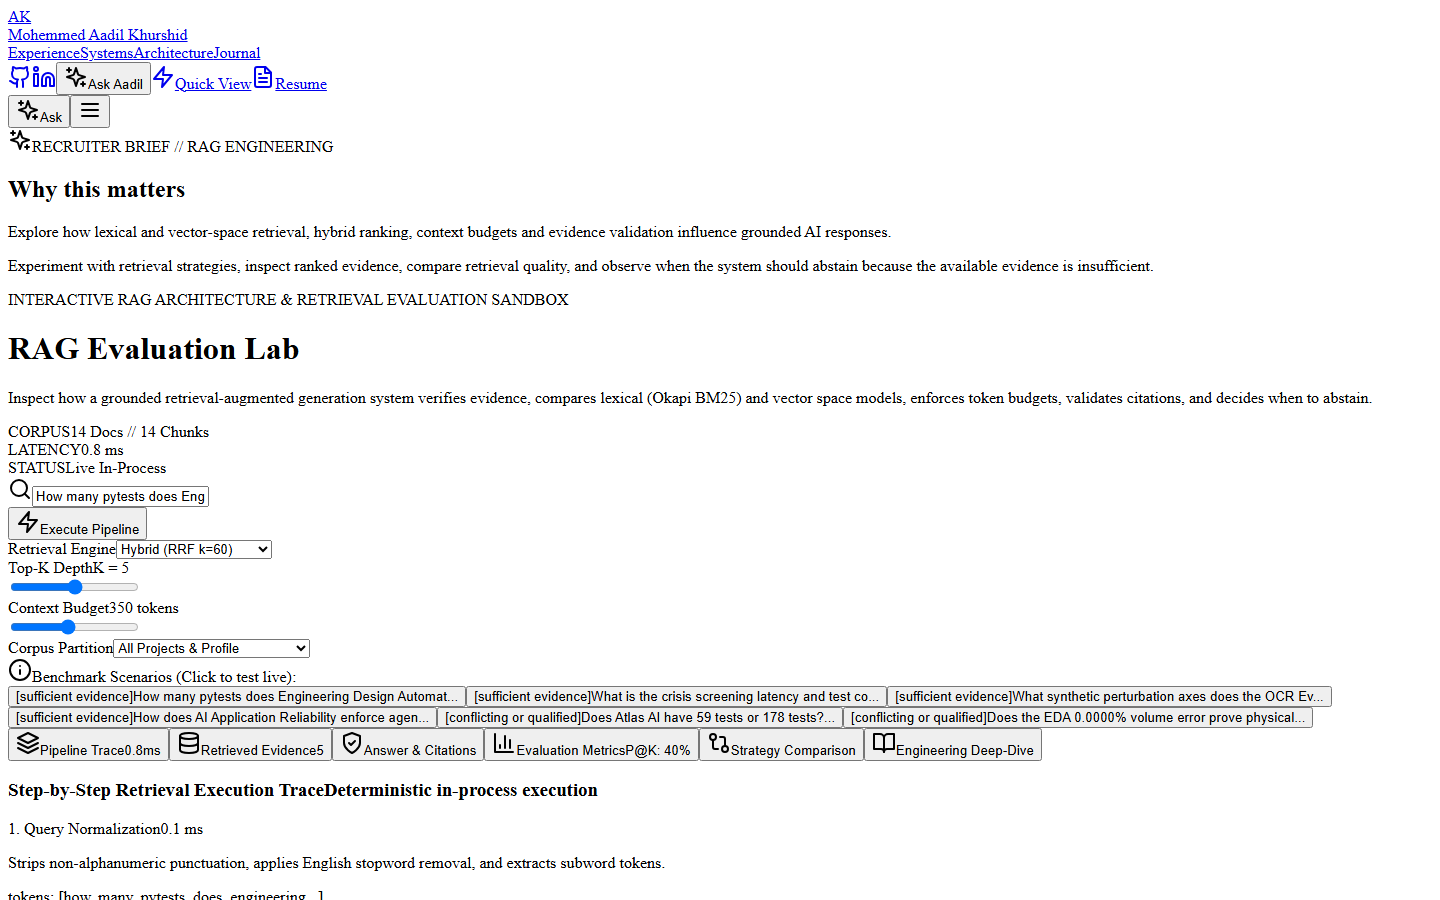 AK
Mohemmed Aadil Khurshid
ExperienceSystemsArchitectureJournal
Ask Aadil Quick View Resume
Ask
RECRUITER BRIEF // RAG ENGINEERING
Why this matters
Explore how lexical and vector-space retrieval, hybrid ranking, context budgets and evidence validation influence grounded AI responses.
Experiment with retrieval strategies, inspect ranked evidence, compare retrieval quality, and observe when the system should abstain because the available evidence is insufficient.
INTERACTIVE RAG ARCHITECTURE & RETRIEVAL EVALUATION SANDBOX
RAG Evaluation Lab
Inspect how a grounded retrieval-augmented generation system verifies evidence, compares lexical (Okapi BM25) and vector space models, enforces token budgets, validates citations, and decides when to abstain.
CORPUS14 Docs // 14 Chunks
LATENCY0.8 ms
STATUSLive In-Process
How many pytests does Eng
Execute Pipeline
Retrieval Engine Hybrid (RRF k=60)
Top-K DepthK = 5
Context Budget350 tokens
Corpus Partition All Projects & Profile
Benchmark Scenarios (Click to test live):
[sufficient evidence]How many pytests does Engineering Design Automat... [sufficient evidence]What is the crisis screening latency and test co... [sufficient evidence]What synthetic perturbation axes does the OCR Ev...
[sufficient evidence]How does AI Application Reliability enforce agen... [conflicting or qualified]Does Atlas AI have 59 tests or 178 tests?... [conflicting or qualified]Does the EDA 0.0000% volume error prove physical...
Pipeline Trace0.8ms Retrieved Evidence5 Answer & Citations Evaluation MetricsP@K: 40% Strategy Comparison Engineering Deep-Dive
Step-by-Step Retrieval Execution TraceDeterministic in-process execution
1. Query Normalization0.1 ms
Strips non-alphanumeric punctuation, applies English stopword removal, and extracts subword tokens.
tokens: [how, many, pytests, does, engineering...]